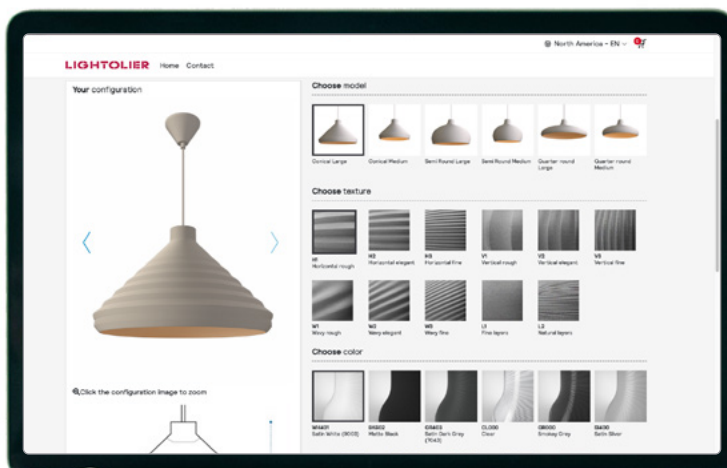 North America - EN
LIGHTOLIER Home Contact
Your configuration
Choose model
Conical Large
Conical Medium
Semi Round Large
Semi Round Medium
Quarter round
Large
Quarter round
Medium
Choose texture
H1
Horizontal rough
H2
Horizontal elegant
H3
Horizontal fine
V1
Vertical rough
V2
Vertical elegant
V3
Vertical fine
W1
Wavy rough
W2
Wavy elegant
W3
Wavy fine
L1
Fine layers
L2
Natural layers
Choose color
Satin White (9003)
Matte Black
Satin Dark Grey
(7043)
Clear
Smokey Grey
Satin Silver
Click the configuration image to zoom